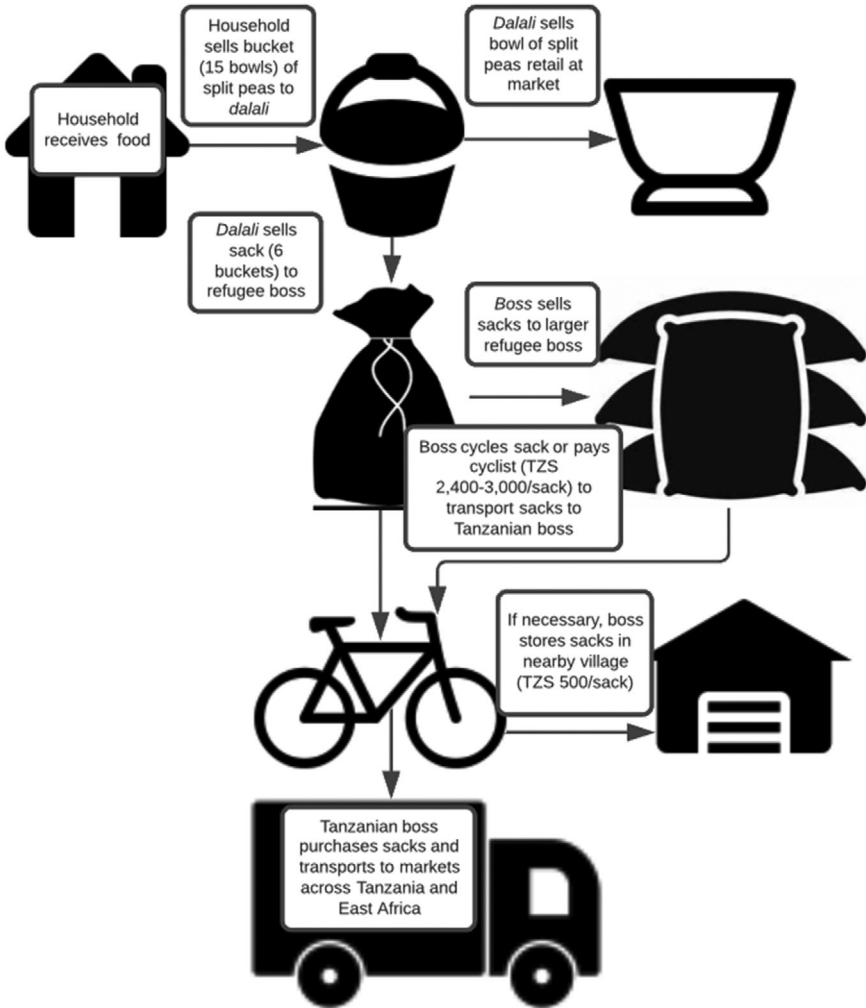 Household
receives food
Household
sells bucket
(15 bowls) of
split peas to
dalali
Dalali sells
bowl of split
peas retail at
market
Dalali sells
sack (6
buckets) to
refugee boss
Boss sells
sacks to larger
refugee boss
Boss cycles sack or pays
cyclist (TZS
2,400-3,000/sack) to
transport sacks to
Tanzanian boss
If necessary, boss
stores sacks in
nearby village
(TZS 500/sack)
Tanzanian boss
purchases sacks and
transports to markets
across Tanzania and
East Africa